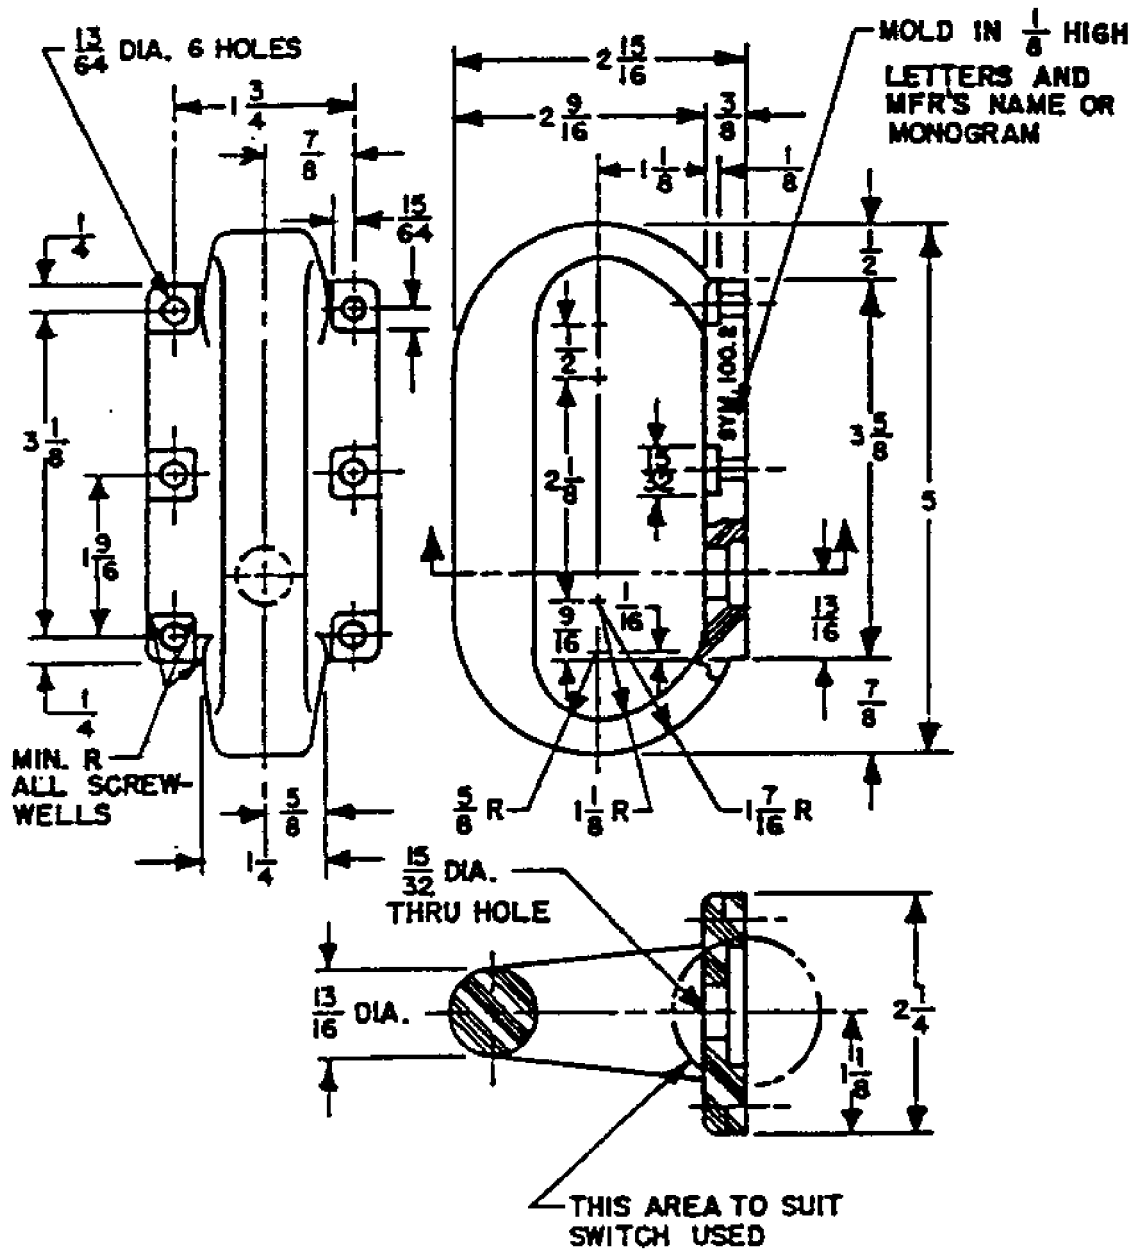 13/64 DIA. 6 HOLES
1 3/4
7/8
15/64
1/4
3 1/8
1 9/16
1/4
MIN. R
ALL SCREW-
WELLS
5/8
1 1/4
2 15/16
2 9/16
3/8
1 1/8
1/8
MOLD IN 1/8 HIGH
LETTERS AND
MFR'S NAME OR
MONOGRAM
1/2
1/2
SYM. 100.2
3 5/8
2 1/8
5
9/16
1/16
13/16
7/8
5/8 R
1 1/8 R
1 7/16 R
15/32 DIA.
THRU HOLE
13/16 DIA.
2 1/4
1 1/8
THIS AREA TO SUIT
SWITCH USED